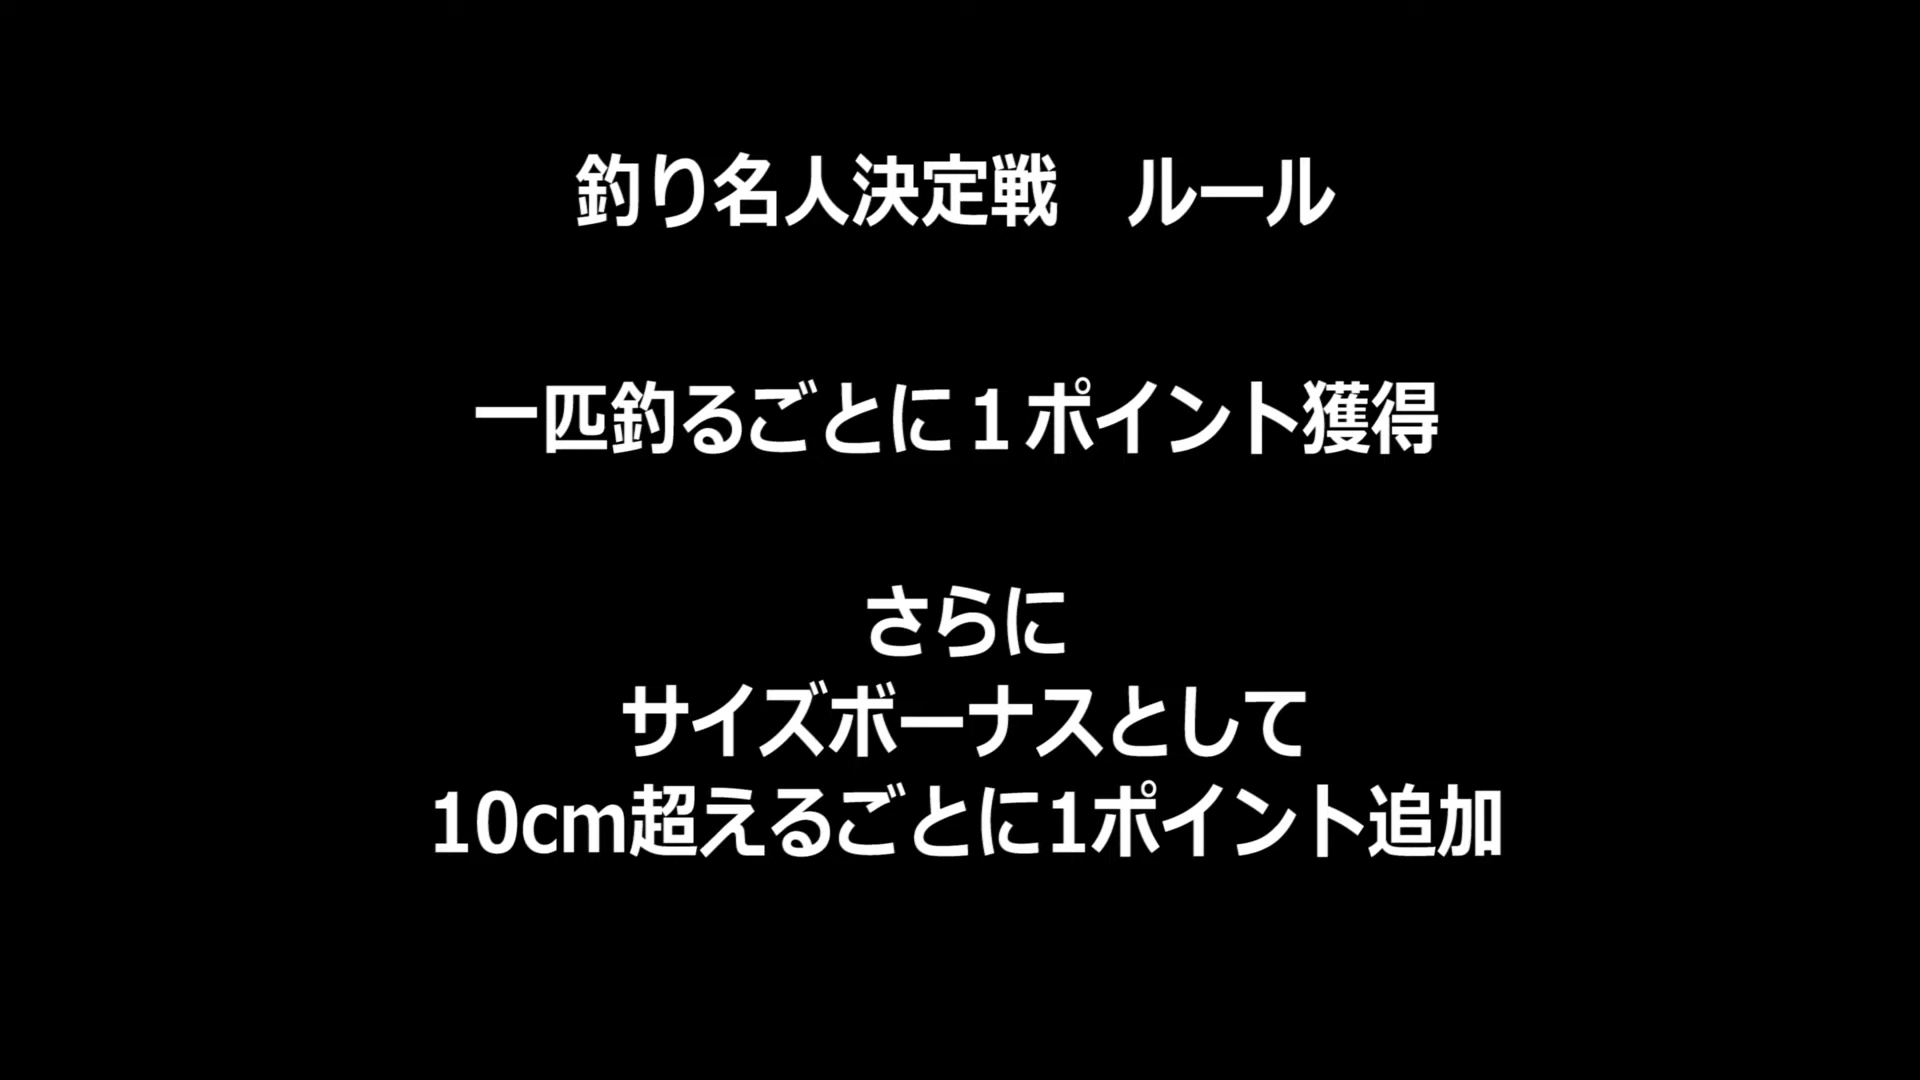 釣り名人決定戦　ルール
一匹釣るごとに１ポイント獲得
さらに
サイズボーナスとして
10cm超えるごとに1ポイント追加